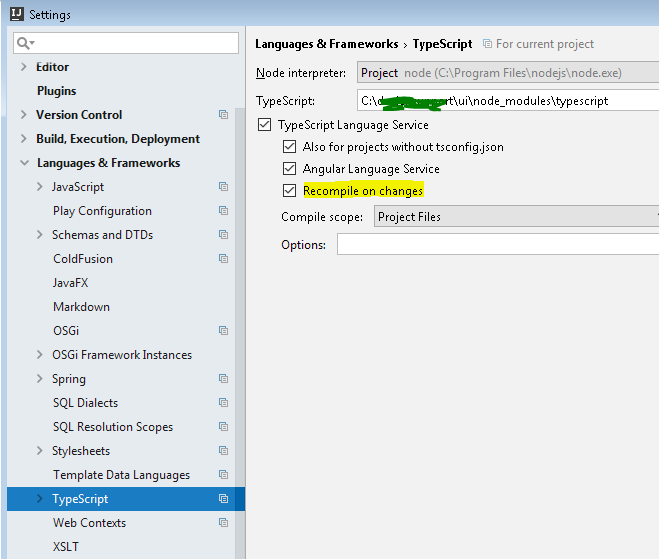 Settings
Editor
Plugins
Version Control
Build, Execution, Deployment
Languages & Frameworks
JavaScript
Play Configuration
Schemas and DTDs
ColdFusion
JavaFX
Markdown
OSGi
OSGi Framework Instances
Spring
SQL Dialects
SQL Resolution Scopes
Stylesheets
Template Data Languages
TypeScript
Web Contexts
XSLT
Languages & Frameworks › TypeScript For current project
Node interpreter: Project node (C:\Program Files\nodejs\node.exe)
TypeScript: C:\ \ui\node_modules\typescript
TypeScript Language Service
Also for projects without tsconfig.json
Angular Language Service
Recompile on changes
Compile scope: Project Files
Options: